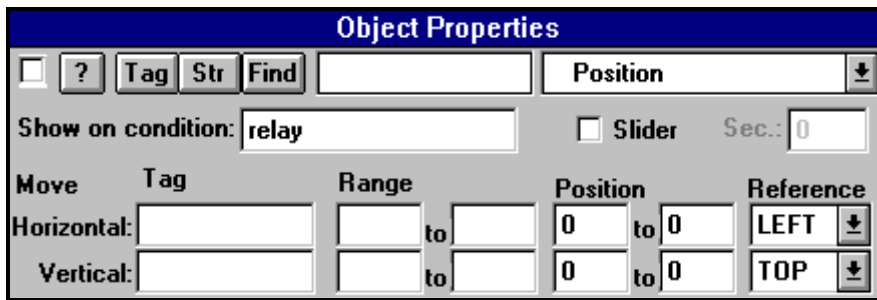 Object Properties
? Tag Str Find Position
Show on condition: relay Slider Sec.: 0
Move Tag Range Position Reference
Horizontal: to 0 to 0 LEFT
Vertical: to 0 to 0 TOP